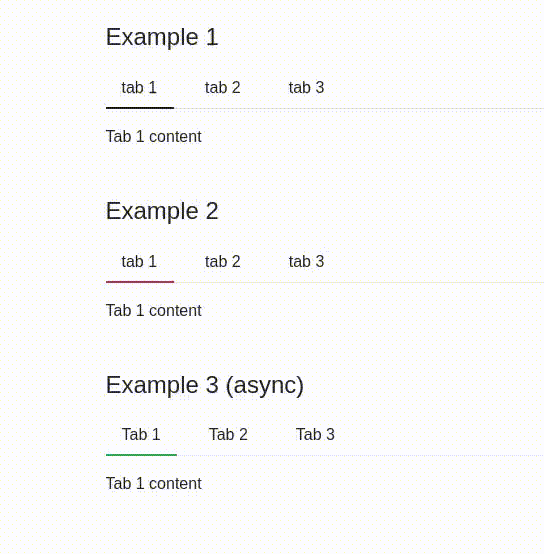 Example 1
tab 1 tab 2 tab 3
Tab 1 content
Example 2
tab 1 tab 2 tab 3
Tab 1 content
Example 3 (async)
Tab 1 Tab 2 Tab 3
Tab 1 content